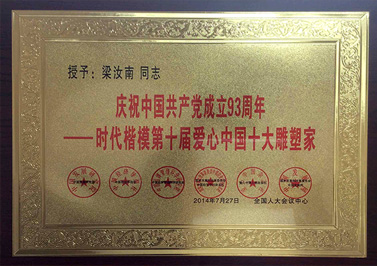 授予：梁汝南 同志
庆祝中国共产党成立93周年
——时代楷模第十届爱心中国十大雕塑家
2014年7月27日 全国人大会议中心